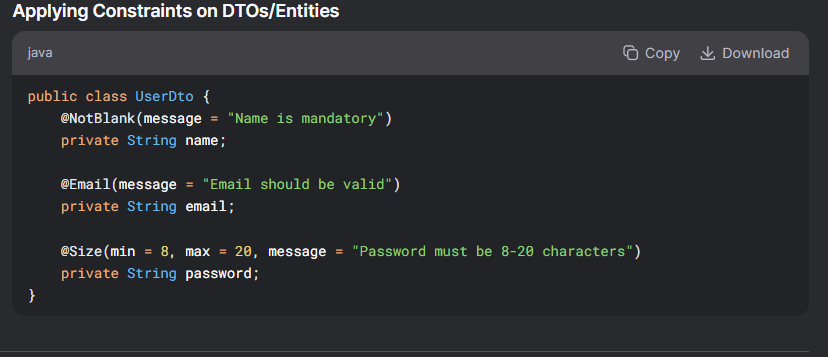 Applying Constraints on DTOs/Entities
java
Copy
Download
public class UserDto {
    @NotBlank(message = "Name is mandatory")
    private String name;

    @Email(message = "Email should be valid")
    private String email;

    @Size(min = 8, max = 20, message = "Password must be 8-20 characters")
    private String password;
}